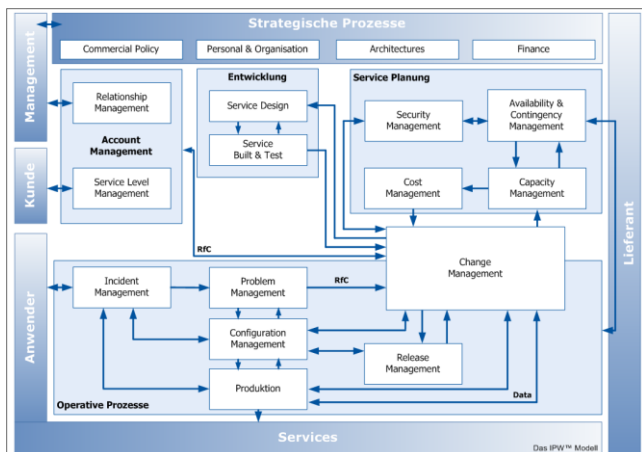 Strategische Prozesse
Commercial Policy
Personal & Organisation
Architectures
Finance
Management
Kunde
Anwender
Lieferant
Relationship
Management
Account
Management
Service Level
Management
Entwicklung
Service Design
Service
Built & Test
Service Planung
Security
Management
Availability &
Contingency
Management
Cost
Management
Capacity
Management
RfC
Change
Management
Incident
Management
Problem
Management
RfC
Configuration
Management
Release
Management
Produktion
Data
Operative Prozesse
Services
Das IPW™ Modell